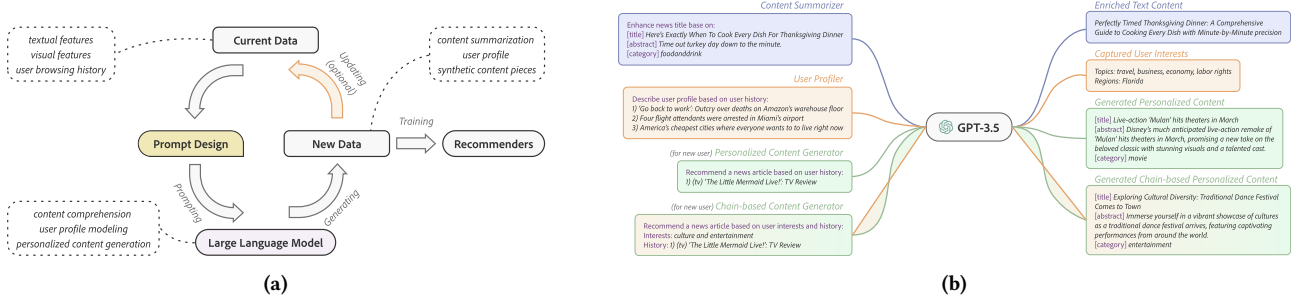 textual features
visual features
user browsing history
Current Data
content summarization
user profile
synthetic content pieces
Updating
(optional)
Prompt Design
New Data
Training
Recommenders
Prompting
Generating
content comprehension
user profile modeling
personalized content generation
Large Language Model
(a)
Content Summarizer
Enhance news title base on:
[title] Here's Exactly When To Cook Every Dish For Thanksgiving Dinner
[abstract] Time out turkey day down to the minute.
[category] foodanddrink
User Profiler
Describe user profile based on user history:
1) 'Go back to work': Outcry over deaths on Amazon's warehouse floor
2) Four flight attendants were arrested in Miami's airport
3) America's cheapest cities where everyone wants to to live right now
(for new user) Personalized Content Generator
Recommend a news article based on user history:
1) (tv) 'The Little Mermaid Live!': TV Review
(for new user) Chain-based Content Generator
Recommend a news article based on user interests and history:
Interests: culture and entertainment
History: 1) (tv) 'The Little Mermaid Live!': TV Review
GPT-3.5
Enriched Text Content
Perfectly Timed Thanksgiving Dinner: A Comprehensive
Guide to Cooking Every Dish with Minute-by-Minute precision
Captured User Interests
Topics: travel, business, economy, labor rights
Regions: Florida
Generated Personalized Content
[title] Live-action 'Mulan' hits theaters in March
[abstract] Disney's much anticipated live-action remake of
'Mulan' hits theaters in March, promising a new take on the
beloved classic with stunning visuals and a talented cast.
[category] movie
Generated Chain-based Personalized Content
[title] Exploring Cultural Diversity: Traditional Dance Festival
Comes to Town
[abstract] Immerse yourself in a vibrant showcase of cultures
as a traditional dance festival arrives, featuring captivating
performances from around the world.
[category] entertainment
(b)